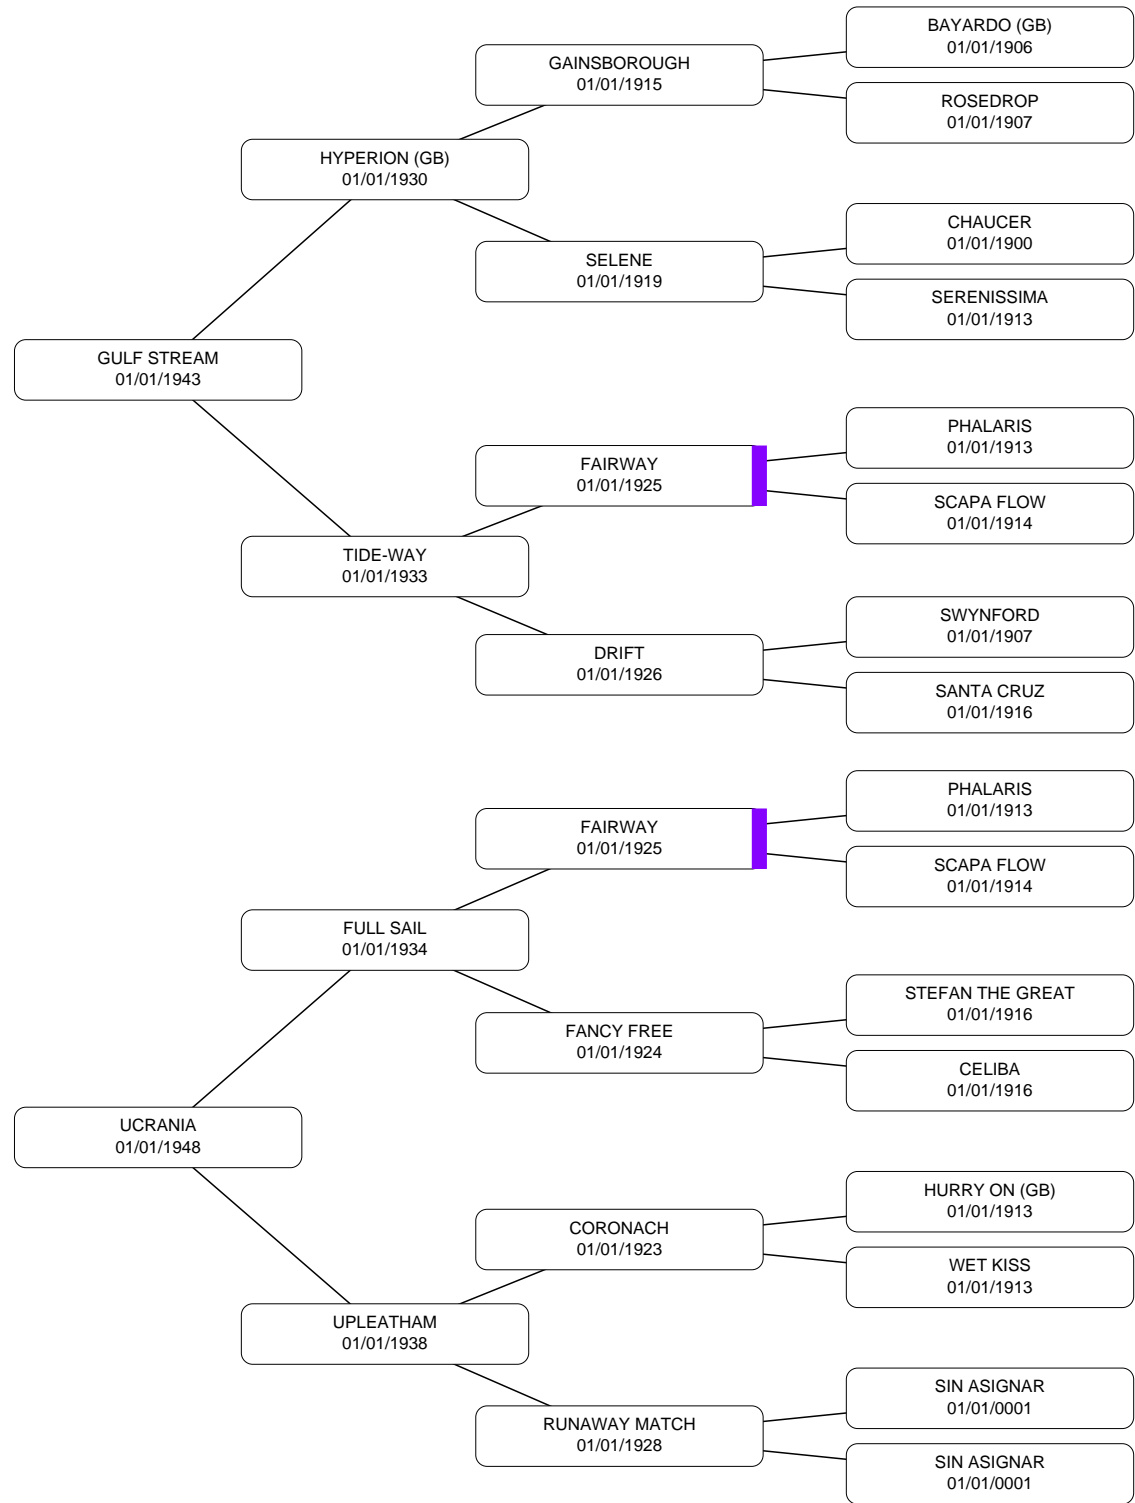 BAYARDO (GB)
01/01/1906
GAINSBOROUGH
01/01/1915
ROSEDROP
01/01/1907
HYPERION (GB)
01/01/1930
CHAUCER
01/01/1900
SELENE
01/01/1919
SERENISSIMA
01/01/1913
GULF STREAM
01/01/1943
PHALARIS
01/01/1913
FAIRWAY
01/01/1925
SCAPA FLOW
01/01/1914
TIDE-WAY
01/01/1933
SWYNFORD
01/01/1907
DRIFT
01/01/1926
SANTA CRUZ
01/01/1916
PHALARIS
01/01/1913
FAIRWAY
01/01/1925
SCAPA FLOW
01/01/1914
FULL SAIL
01/01/1934
STEFAN THE GREAT
01/01/1916
FANCY FREE
01/01/1924
CELIBA
01/01/1916
UCRANIA
01/01/1948
HURRY ON (GB)
01/01/1913
CORONACH
01/01/1923
WET KISS
01/01/1913
UPLEATHAM
01/01/1938
SIN ASIGNAR
01/01/0001
RUNAWAY MATCH
01/01/1928
SIN ASIGNAR
01/01/0001